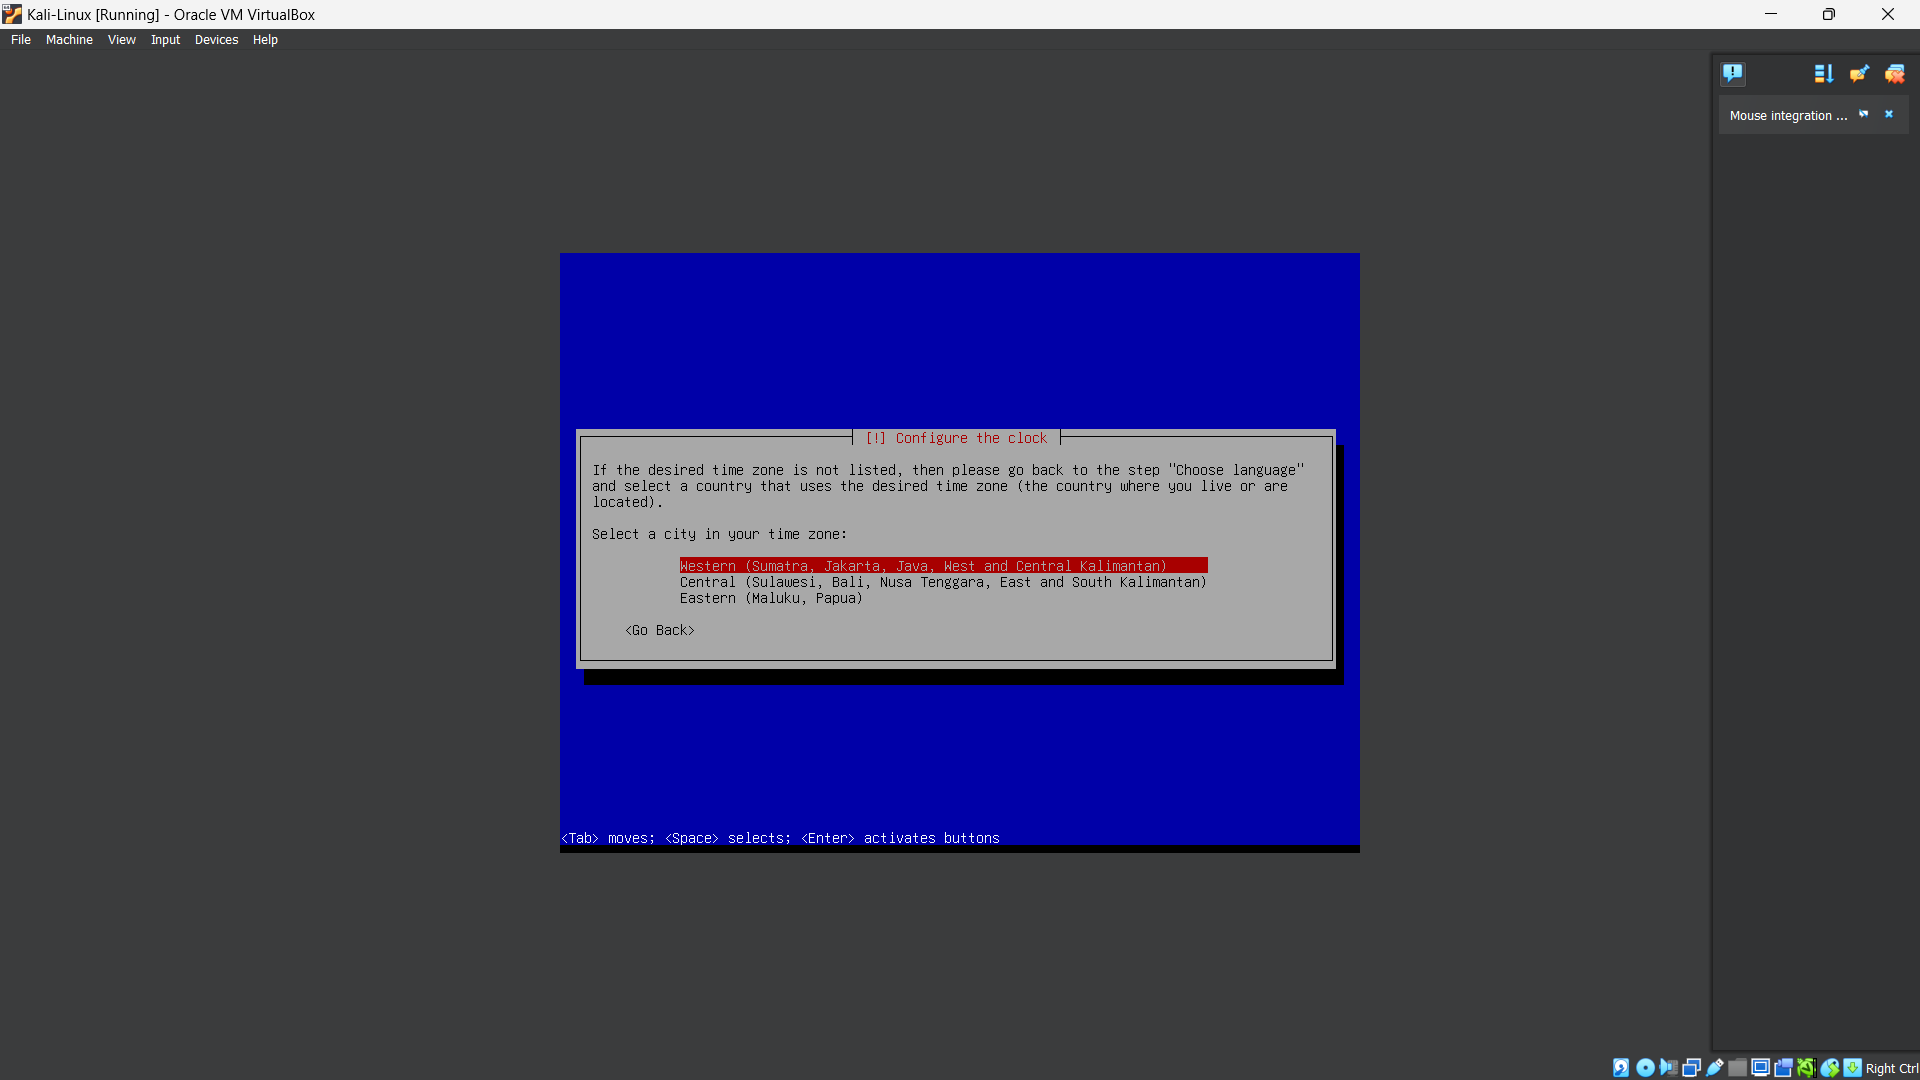 Kali-Linux [Running] - Oracle VM VirtualBox
File Machine View Input Devices Help
Mouse integration ...
[!] Configure the clock
If the desired time zone is not listed, then please go back to the step "Choose language"
and select a country that uses the desired time zone (the country where you live or are
located).
Select a city in your time zone:
Western (Sumatra, Jakarta, Java, West and Central Kalimantan)
Central (Sulawesi, Bali, Nusa Tenggara, East and South Kalimantan)
Eastern (Maluku, Papua)
<Go Back>
<Tab> moves; <Space> selects; <Enter> activates buttons
Right Ctrl